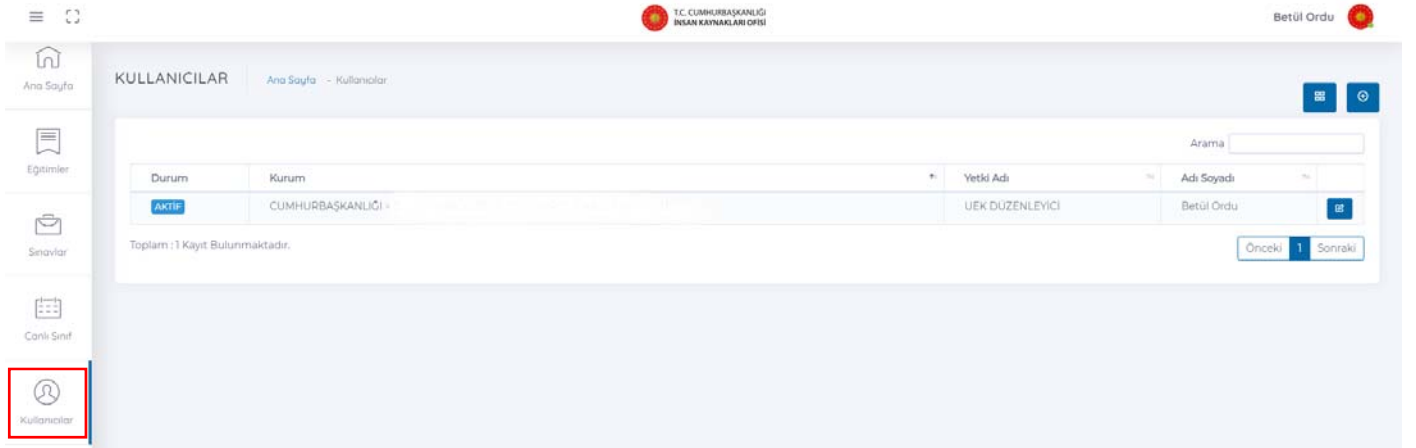 T.C. CUMHURBAŞKANLIĞI
İNSAN KAYNAKLARI OFİSİ
Betül Ordu
Ana Sayfa
Eğitimler
Sınavlar
Canlı Sınıf
Kullanıcılar
KULLANICILAR
Ana Sayfa - Kullanıcılar
Arama
Durum Kurum Yetki Adı Adı Soyadı
AKTİF CUMHURBAŞKANLIĞI UEK DÜZENLEYİCİ Betül Ordu
Toplam : 1 Kayıt Bulunmaktadır.
Önceki 1 Sonraki